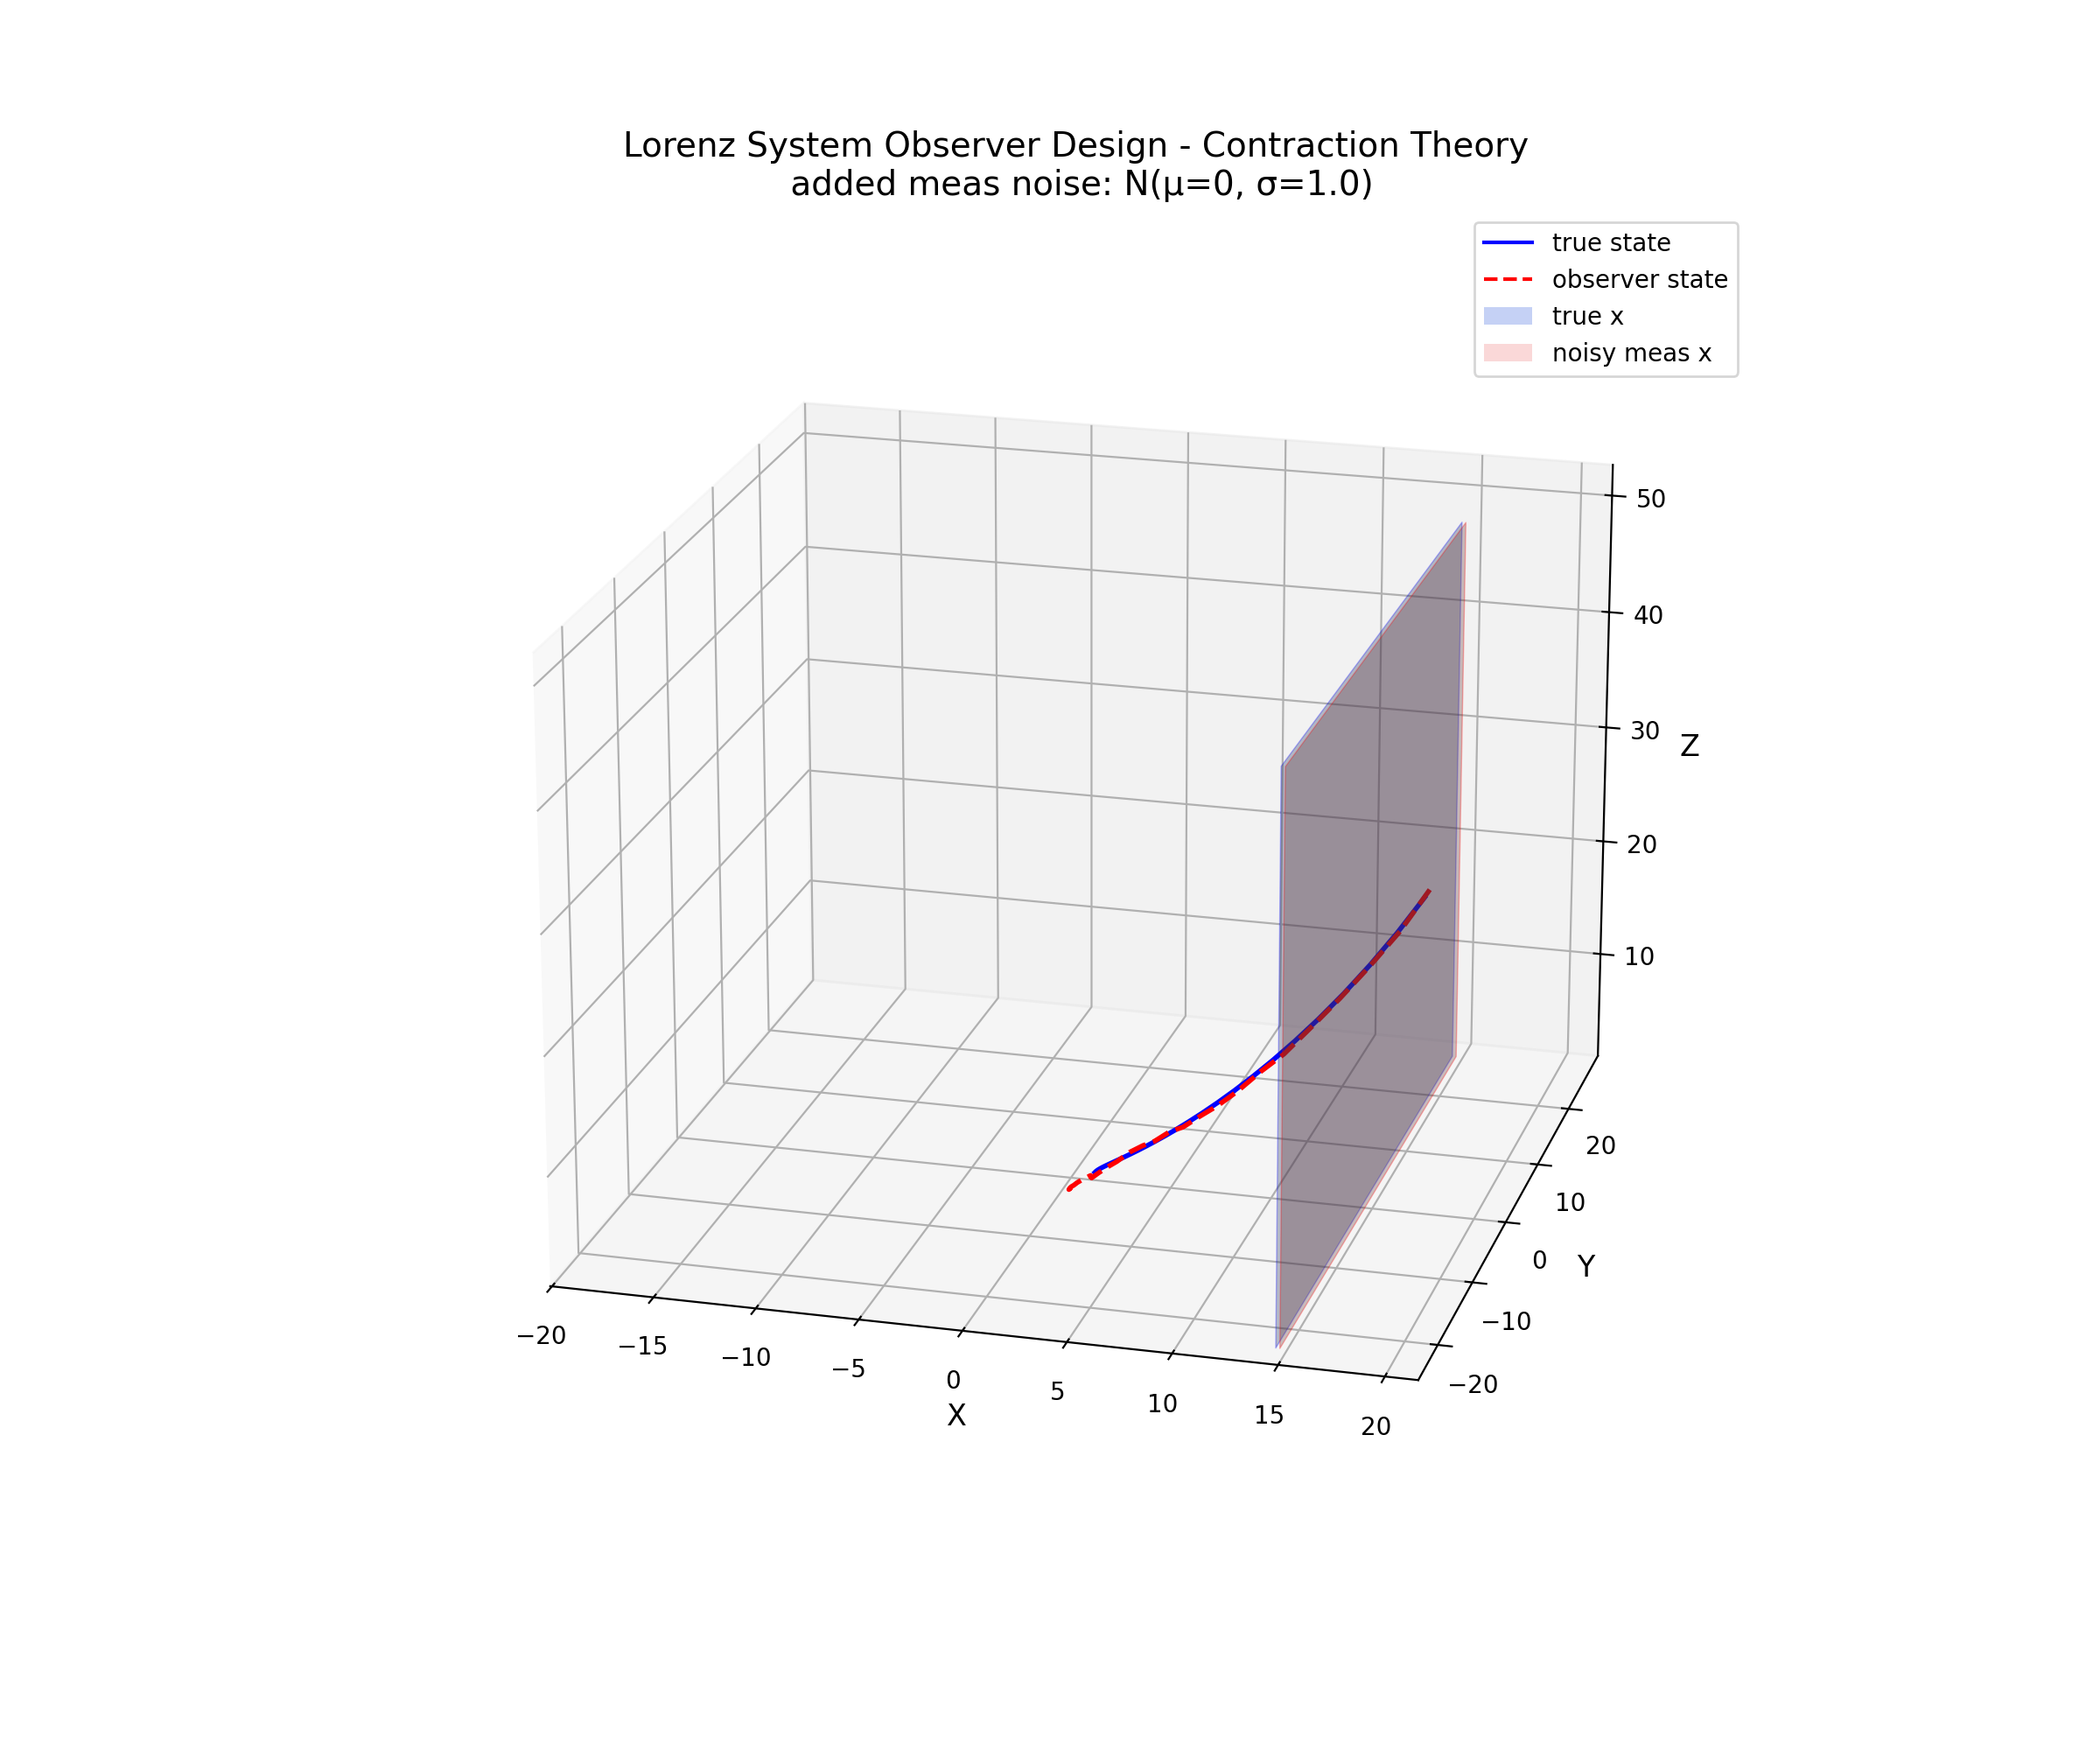 Lorenz System Observer Design - Contraction Theory
added meas noise: N(μ=0, σ=1.0)
true state
observer state
true x
noisy meas x
50
40
30
20
10
Z
20
10
0
−10
−20
Y
−20
−15
−10
−5
0
5
10
15
20
X